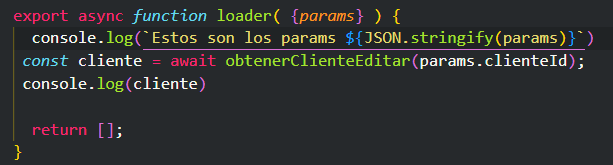 export async function loader( {params} ) {
console.log(`Estos son los params ${JSON.stringify(params)}`)
const cliente = await obtenerClienteEditar(params.clienteId);
console.log(cliente)
return [];
}